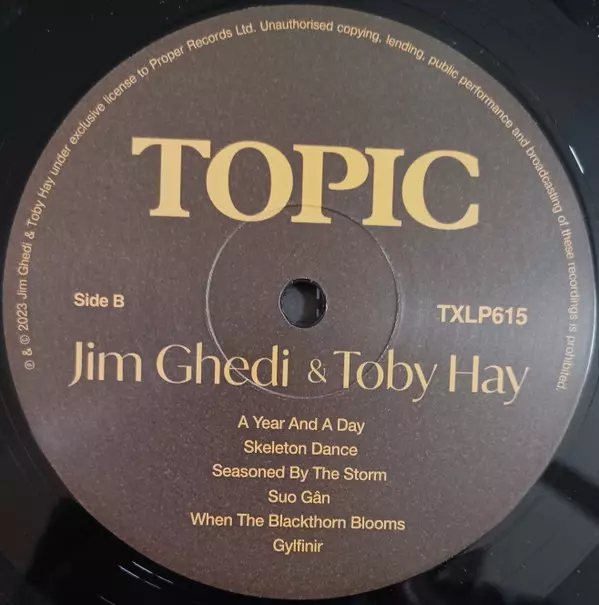 ℗ & © 2023 Jim Ghedi & Toby Hay under exclusive license to Proper Records Ltd. Unauthorised copying, lending, public performance and broadcasting of these recordings is prohibited.
TOPIC
Side B
TXLP615
Jim Ghedi & Toby Hay
A Year And A Day
Skeleton Dance
Seasoned By The Storm
Suo Gân
When The Blackthorn Blooms
Gylfinir